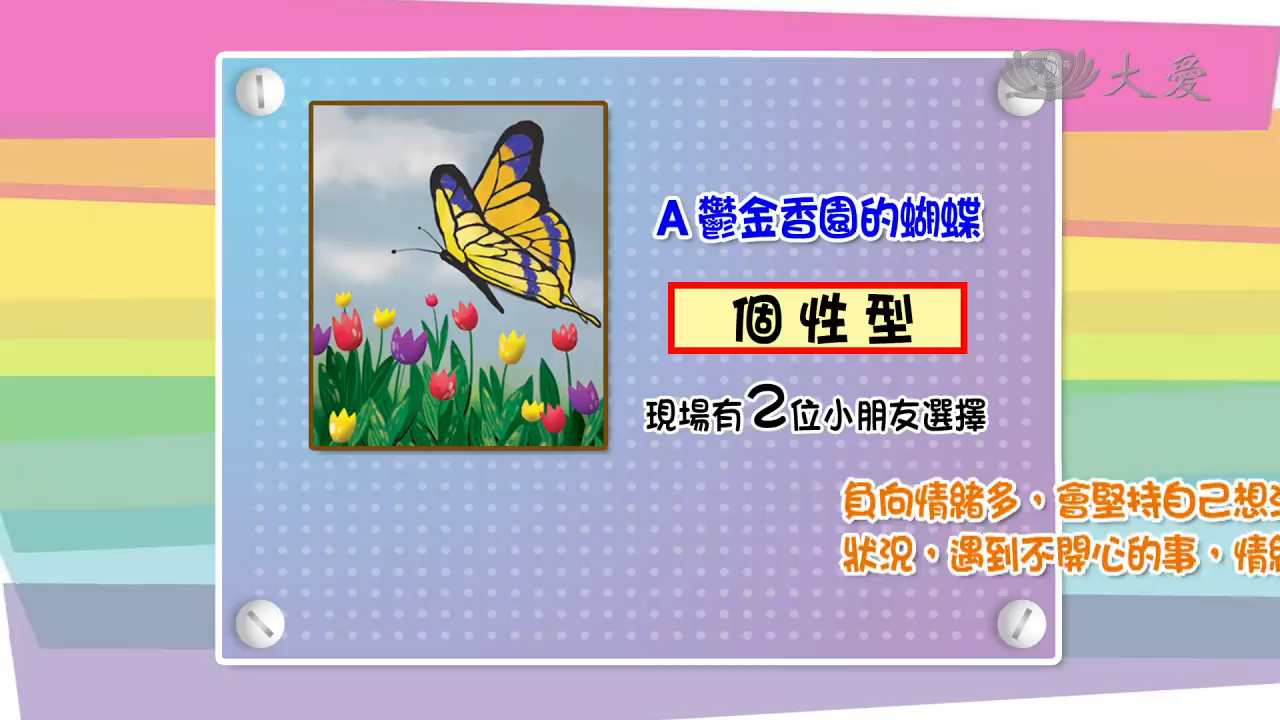 大愛
A 鬱金香園的蝴蝶
個性型
現場有2位小朋友選擇
負向情緒多，會堅持自己想
狀況，遇到不開心的事，情